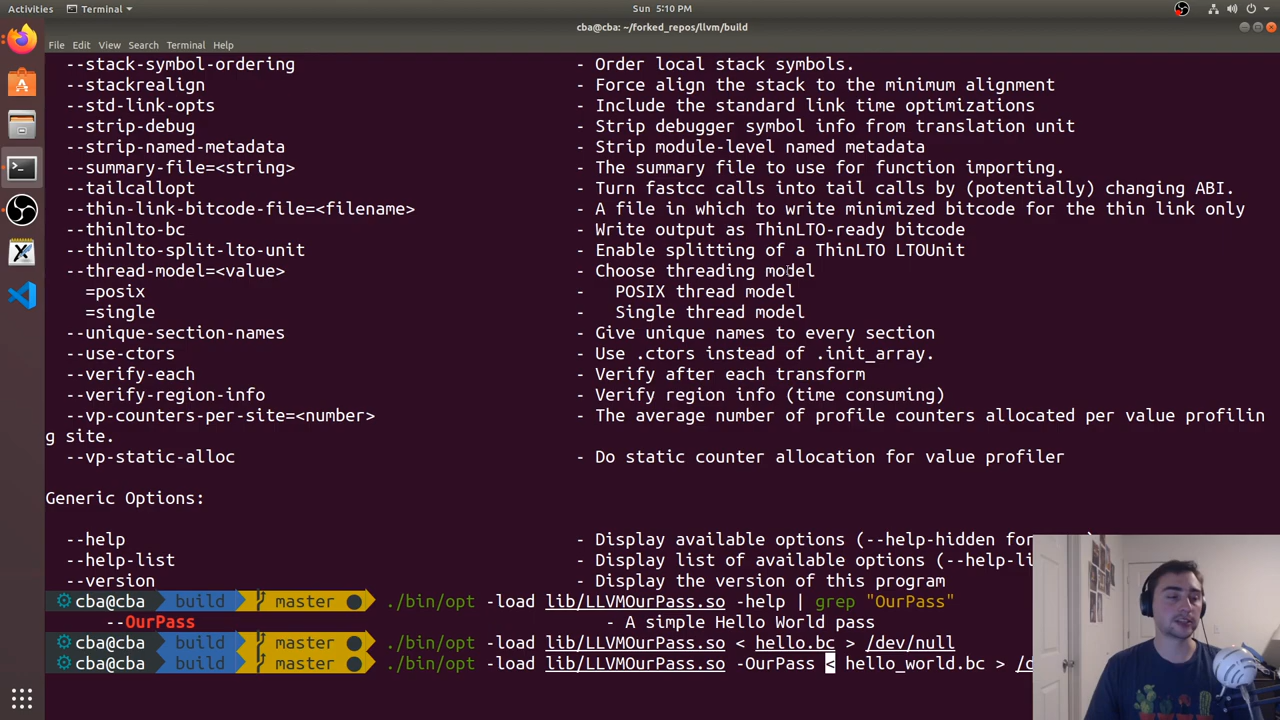 Activities Terminal Sun 5:10 PM
cba@cba: ~/forked_repos/llvm/build
File Edit View Search Terminal Help
--stack-symbol-ordering - Order local stack symbols.
--stackrealign - Force align the stack to the minimum alignment
--std-link-opts - Include the standard link time optimizations
--strip-debug - Strip debugger symbol info from translation unit
--strip-named-metadata - Strip module-level named metadata
--summary-file=<string> - The summary file to use for function importing.
--tailcallopt - Turn fastcc calls into tail calls by (potentially) changing ABI.
--thin-link-bitcode-file=<filename> - A file in which to write minimized bitcode for the thin link only
--thinlto-bc - Write output as ThinLTO-ready bitcode
--thinlto-split-lto-unit - Enable splitting of a ThinLTO LTOUnit
--thread-model=<value> - Choose threading model
=posix - POSIX thread model
=single - Single thread model
--unique-section-names - Give unique names to every section
--use-ctors - Use .ctors instead of .init_array.
--verify-each - Verify after each transform
--verify-region-info - Verify region info (time consuming)
--vp-counters-per-site=<number> - The average number of profile counters allocated per value profilin
g site.
--vp-static-alloc - Do static counter allocation for value profiler
Generic Options:
--help - Display available options (--help-hidden for
--help-list - Display list of available options (--help-li
--version - Display the version of this program
cba@cba build master ./bin/opt -load lib/LLVMOurPass.so -help | grep "OurPass"
--OurPass - A simple Hello World pass
cba@cba build master ./bin/opt -load lib/LLVMOurPass.so < hello.bc > /dev/null
cba@cba build master ./bin/opt -load lib/LLVMOurPass.so -OurPass < hello_world.bc >